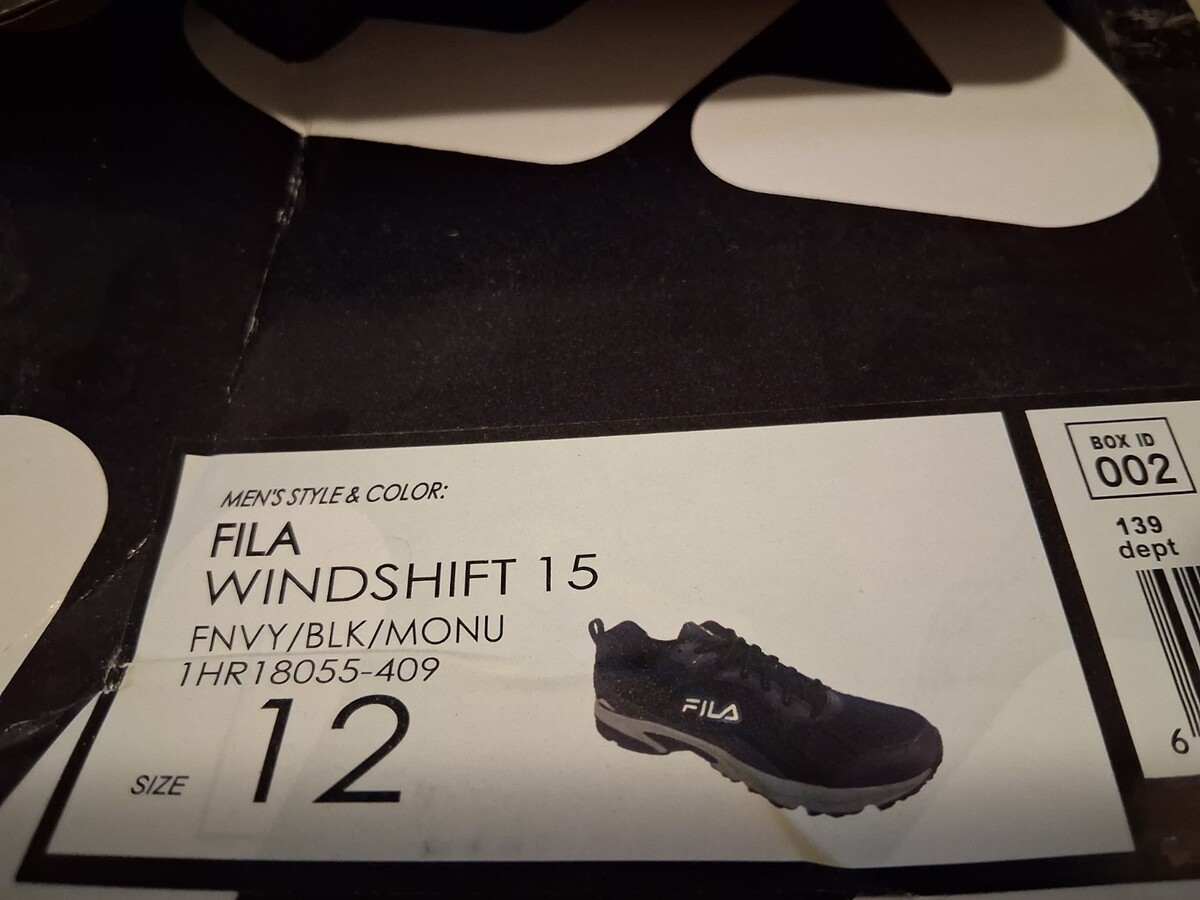 MEN'S STYLE & COLOR:
FILA
WINDSHIFT 15
FNVY/BLK/MONU
1HR18055-409
SIZE 12
FILA
BOX ID
002
139
dept
6